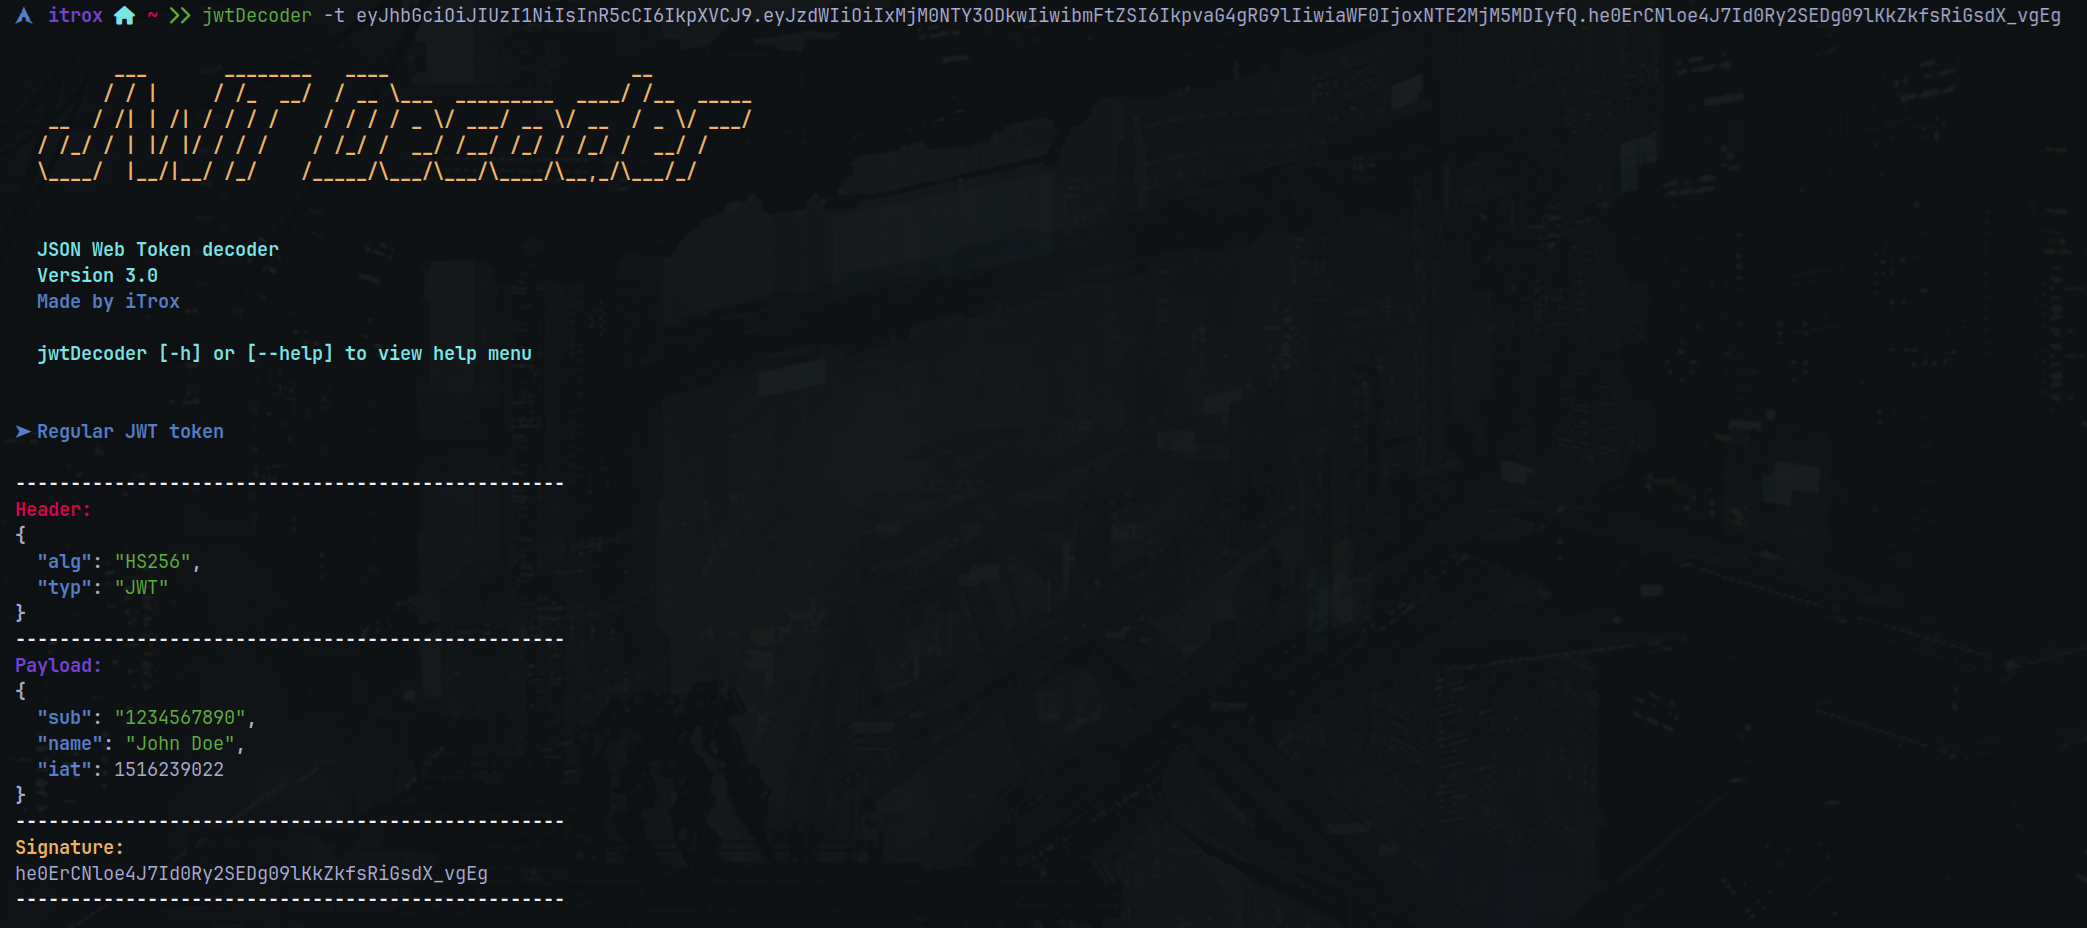 itrox ~ >> jwtDecoder -t eyJhbGciOiJIUzI1NiIsInR5cCI6IkpXVCJ9.eyJzdWIiOiIxMjM0NTY3ODkwIiwibmFtZSI6IkpvaG4gRG9lIiwiaWF0IjoxNTE2MjM5MDIyfQ.he0ErCNloe4J7Id0Ry2SEDg09lKkZkfsRiGsdX_vgEg
JWT Decoder
JSON Web Token decoder
Version 3.0
Made by iTrox
jwtDecoder [-h] or [--help] to view help menu
➤ Regular JWT token
--------------------------------------------------
Header:
{
  "alg": "HS256",
  "typ": "JWT"
}
--------------------------------------------------
Payload:
{
  "sub": "1234567890",
  "name": "John Doe",
  "iat": 1516239022
}
--------------------------------------------------
Signature:
he0ErCNloe4J7Id0Ry2SEDg09lKkZkfsRiGsdX_vgEg
--------------------------------------------------